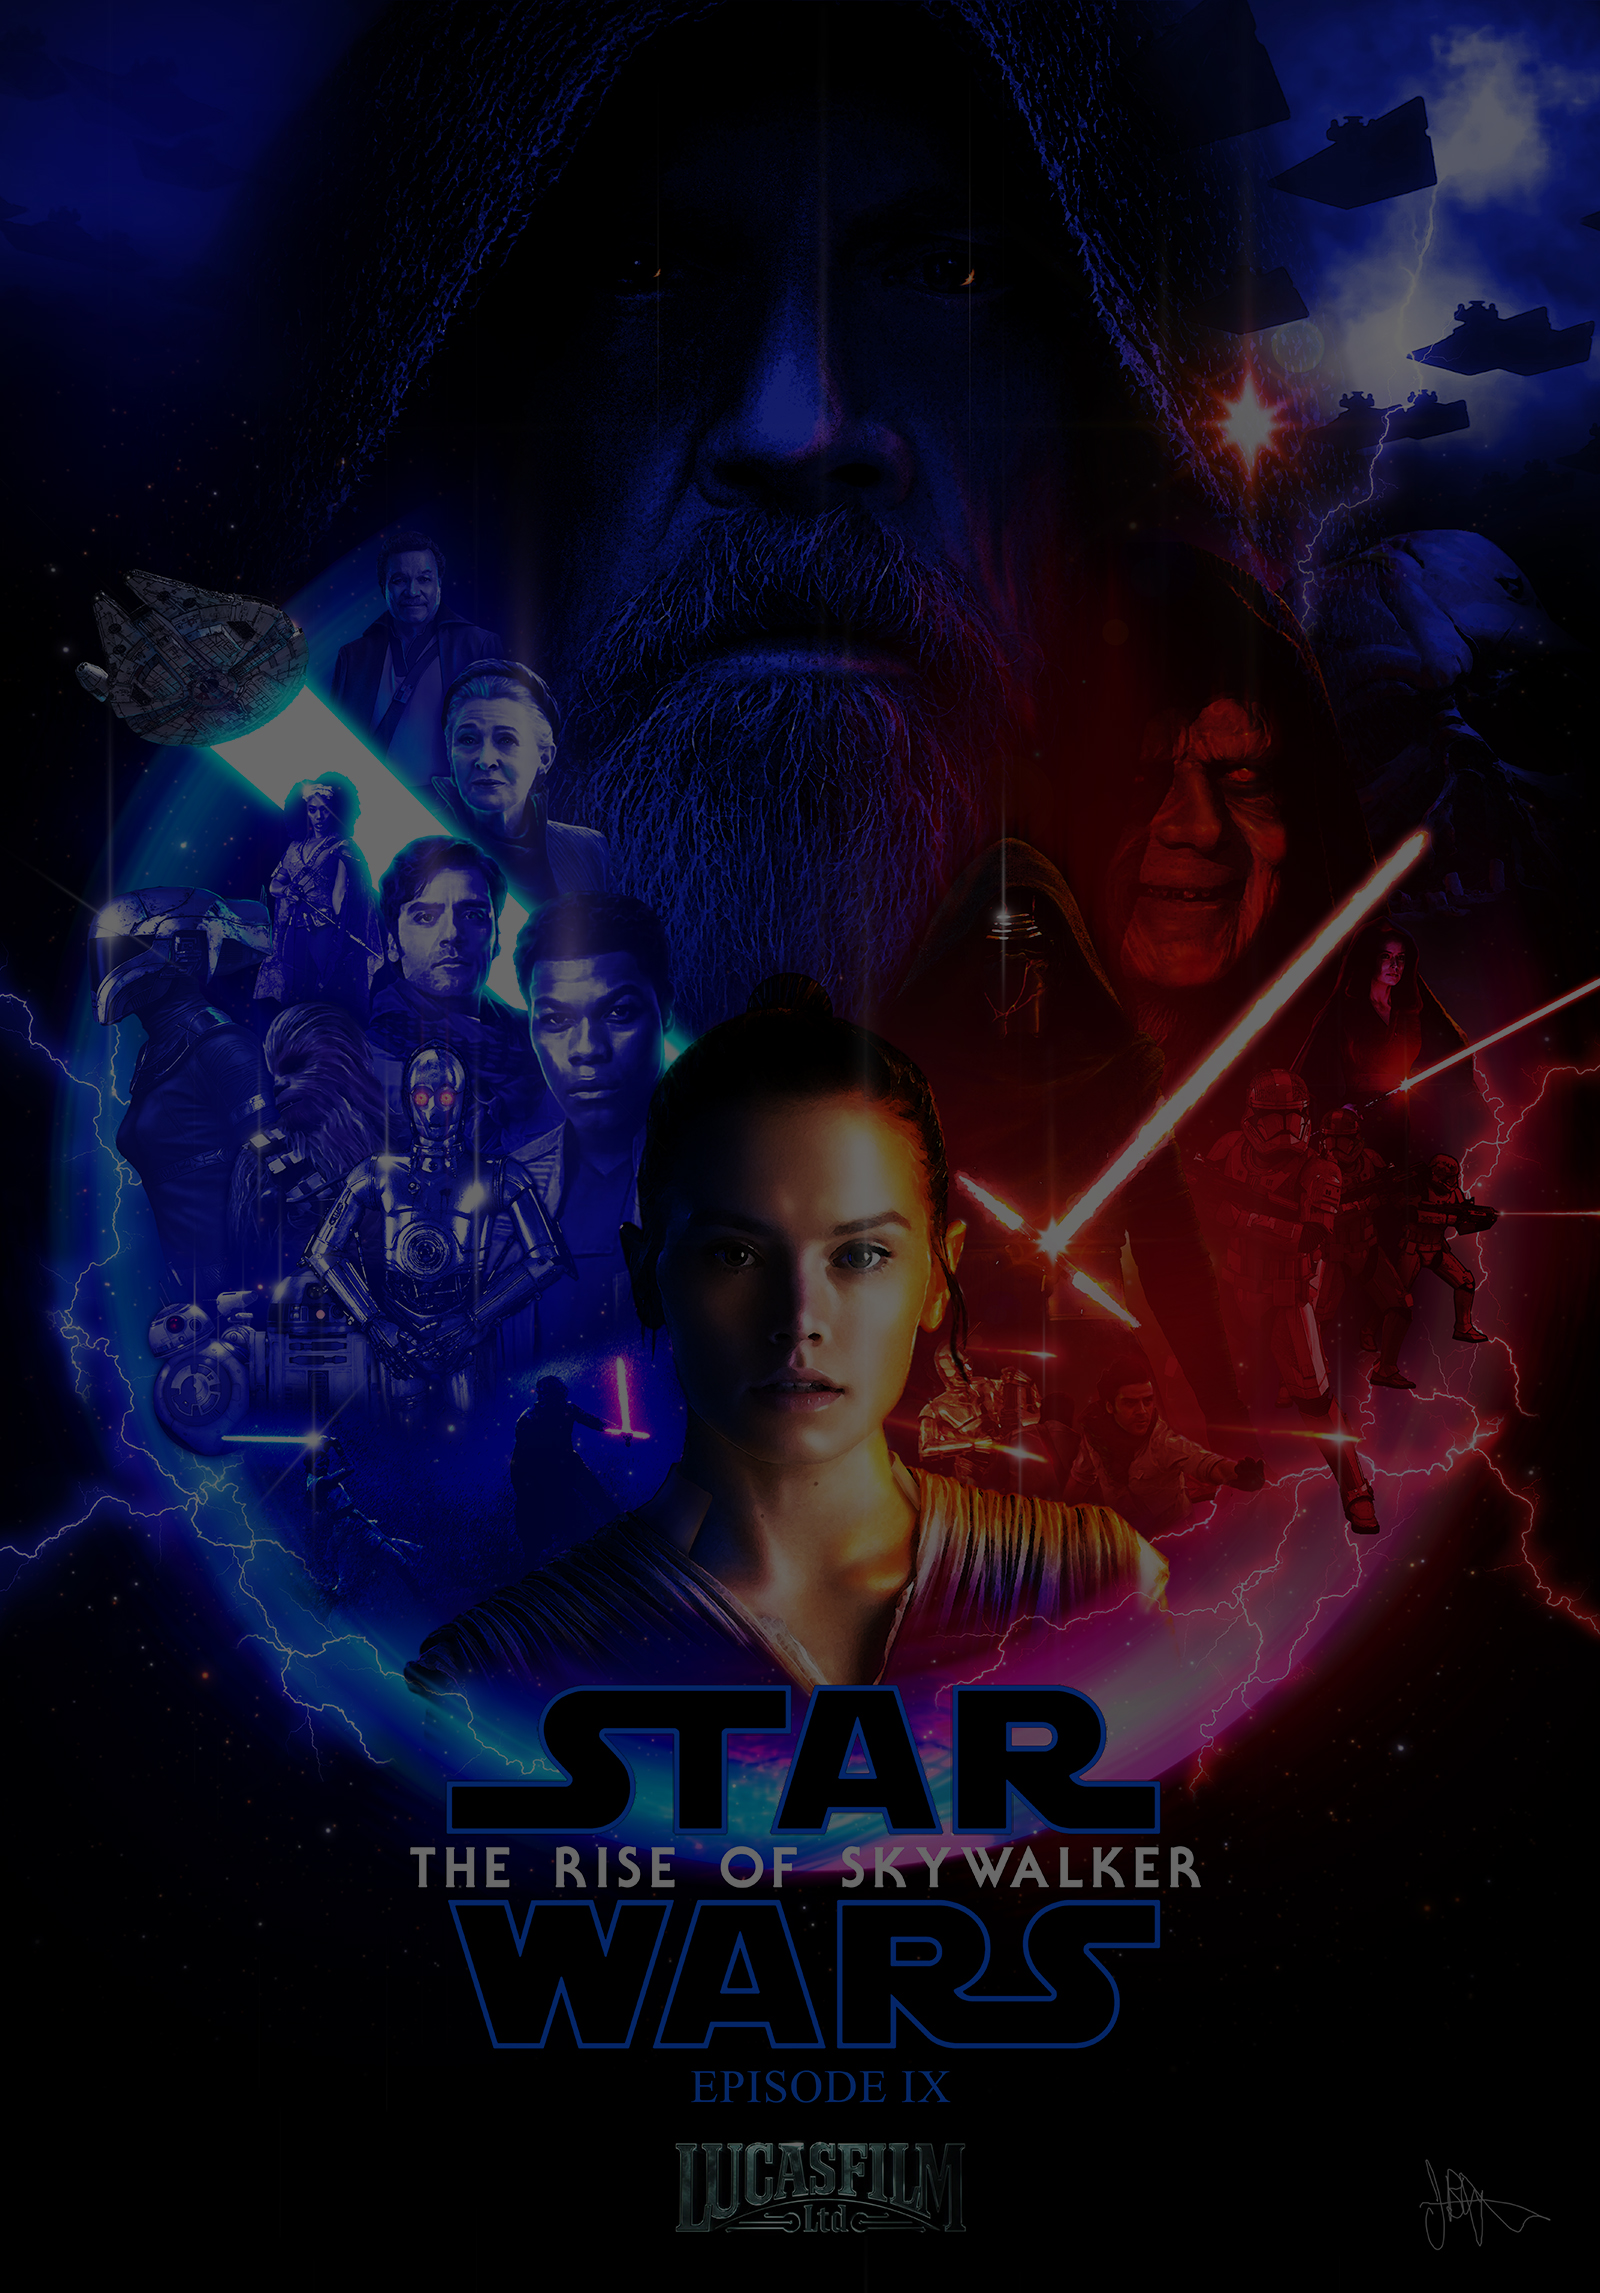 STAR
THE RISE OF SKYWALKER
WARS
EPISODE IX
LUCASFILM
Ltd